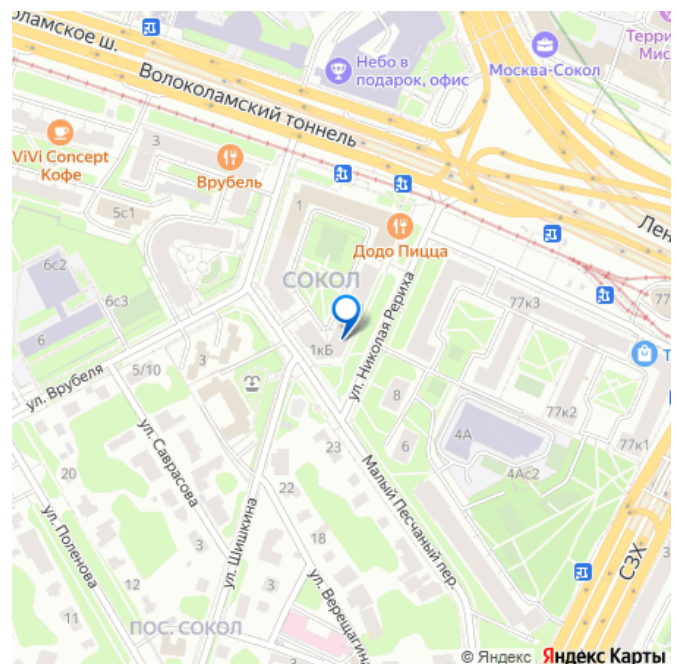 оламское ш.
Волоколамский тоннель
Небо в
подарок, офис
Москва-Сокол
Терри
Мис
ViVi Concept
Кофе
3
Врубель
5с1
1
Додо Пицца
Лен
6с2
6с3
6
СОКОЛ
77к3
77
1кБ
ул. Николая Рериха
Т
ул. Врубеля
5/10
3
8
77к2
4А
77к1
6
23
4Ас2
20
ул. Саврасова
22
Малый Песчаный пер.
ул. Поленова
ул. Шишкина
18
3
12
ул. Верещагина
СЗХ
11
ПОС. СОКОЛ
3
© Яндекс Яндекс Карты